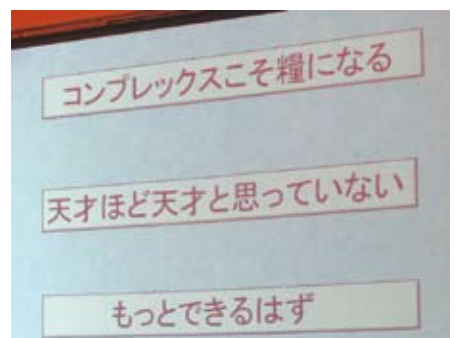 コンプレックスこそ糧になる
天才ほど天才と思っていない
もっとできるはず